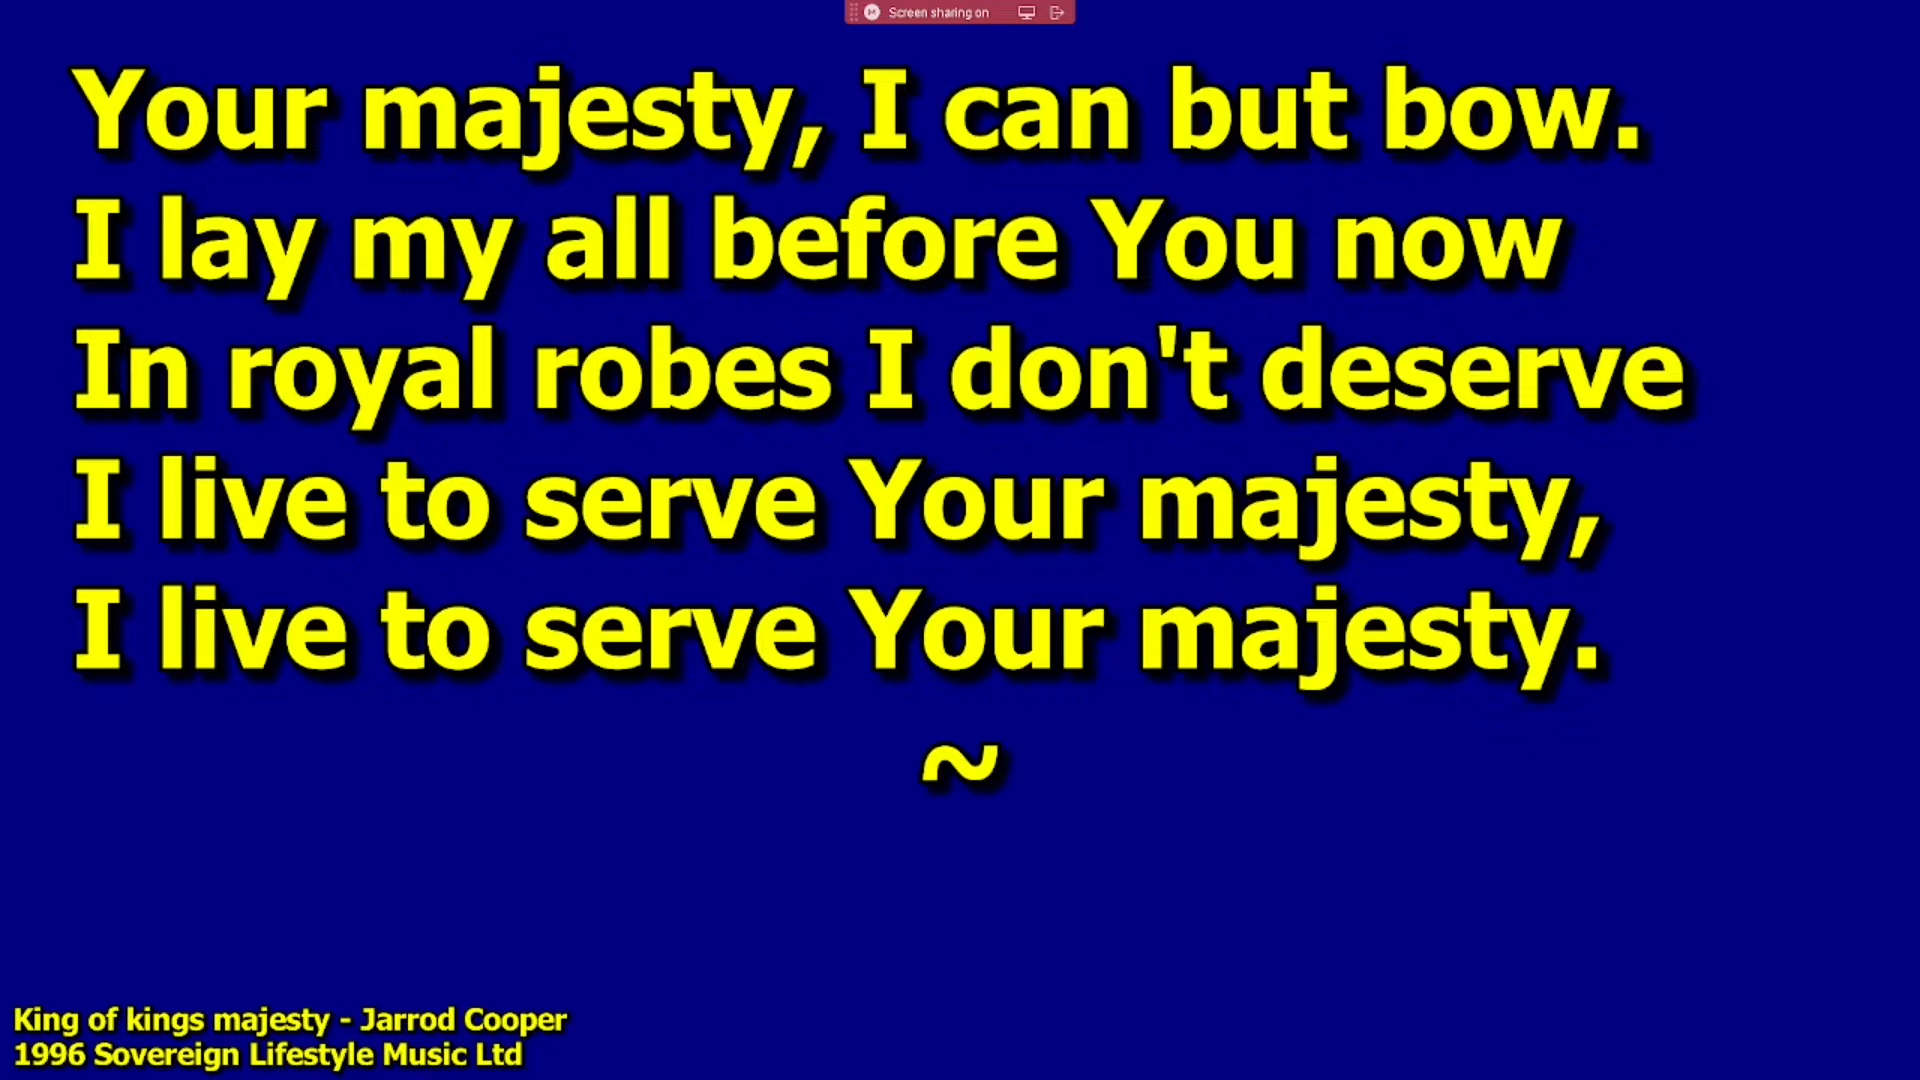 Screen sharing on
Your majesty, I can but bow.
I lay my all before You now
In royal robes I don't deserve
I live to serve Your majesty,
I live to serve Your majesty.
~
King of kings majesty - Jarrod Cooper
1996 Sovereign Lifestyle Music Ltd